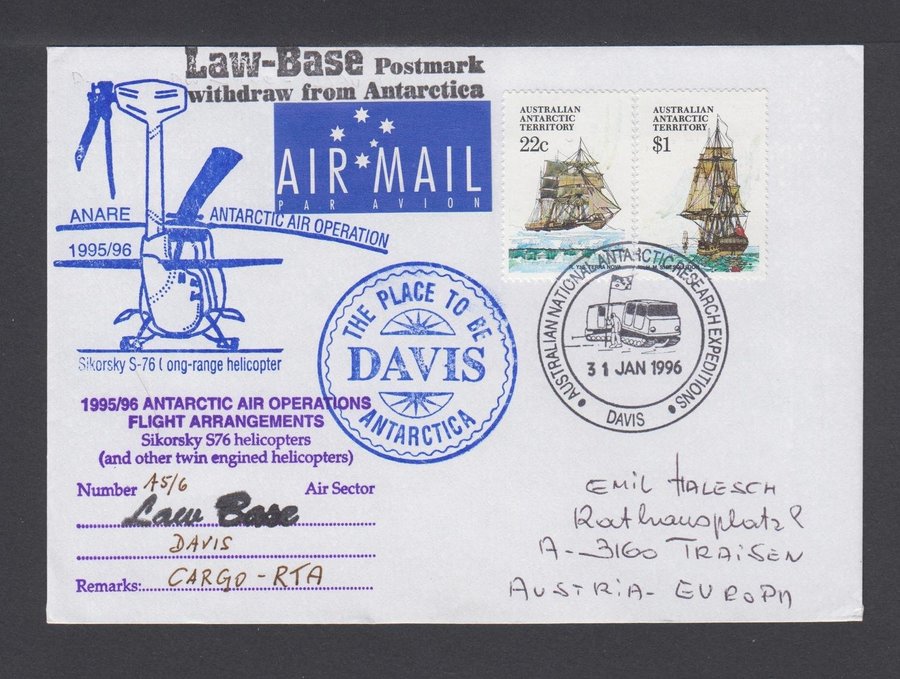 Law-Base Postmark
withdraw from Antarctica
AIR MAIL
PAR AVION
AUSTRALIAN
ANTARCTIC
TERRITORY
22c
AUSTRALIAN
ANTARCTIC
TERRITORY
$1
ANARE
ANTARCTIC AIR OPERATION
1995/96
Sikorsky S-76 long-range helicopter
THE PLACE TO BE
DAVIS
ANTARCTICA
AUSTRALIAN NATIONAL ANTARCTIC RESEARCH EXPEDITIONS
31 JAN 1996
DAVIS
1995/96 ANTARCTIC AIR OPERATIONS
FLIGHT ARRANGEMENTS
Sikorsky S76 helicopters
(and other twin engined helicopters)
Number A5/6 Air Sector
Law Base
DAVIS
Remarks: CARGO-RTA
EMIL HALESCH
Rathausplatz
A-3160 TRAISEN
AUSTRIA-EUROPA